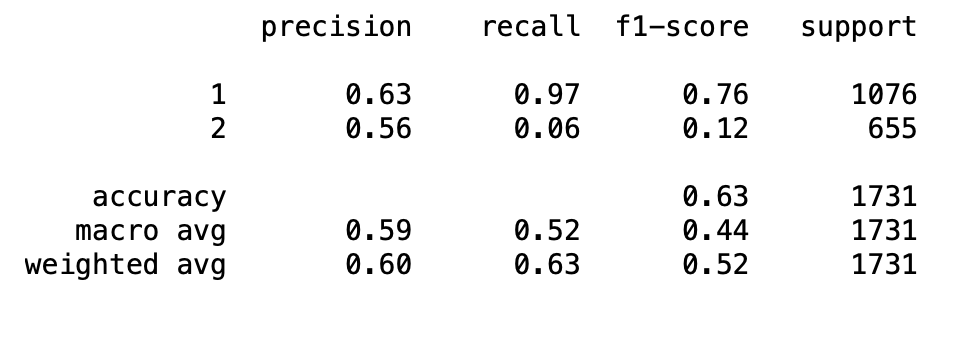 precision recall f1-score support
1 0.63 0.97 0.76 1076
2 0.56 0.06 0.12 655
accuracy 0.63 1731
macro avg 0.59 0.52 0.44 1731
weighted avg 0.60 0.63 0.52 1731